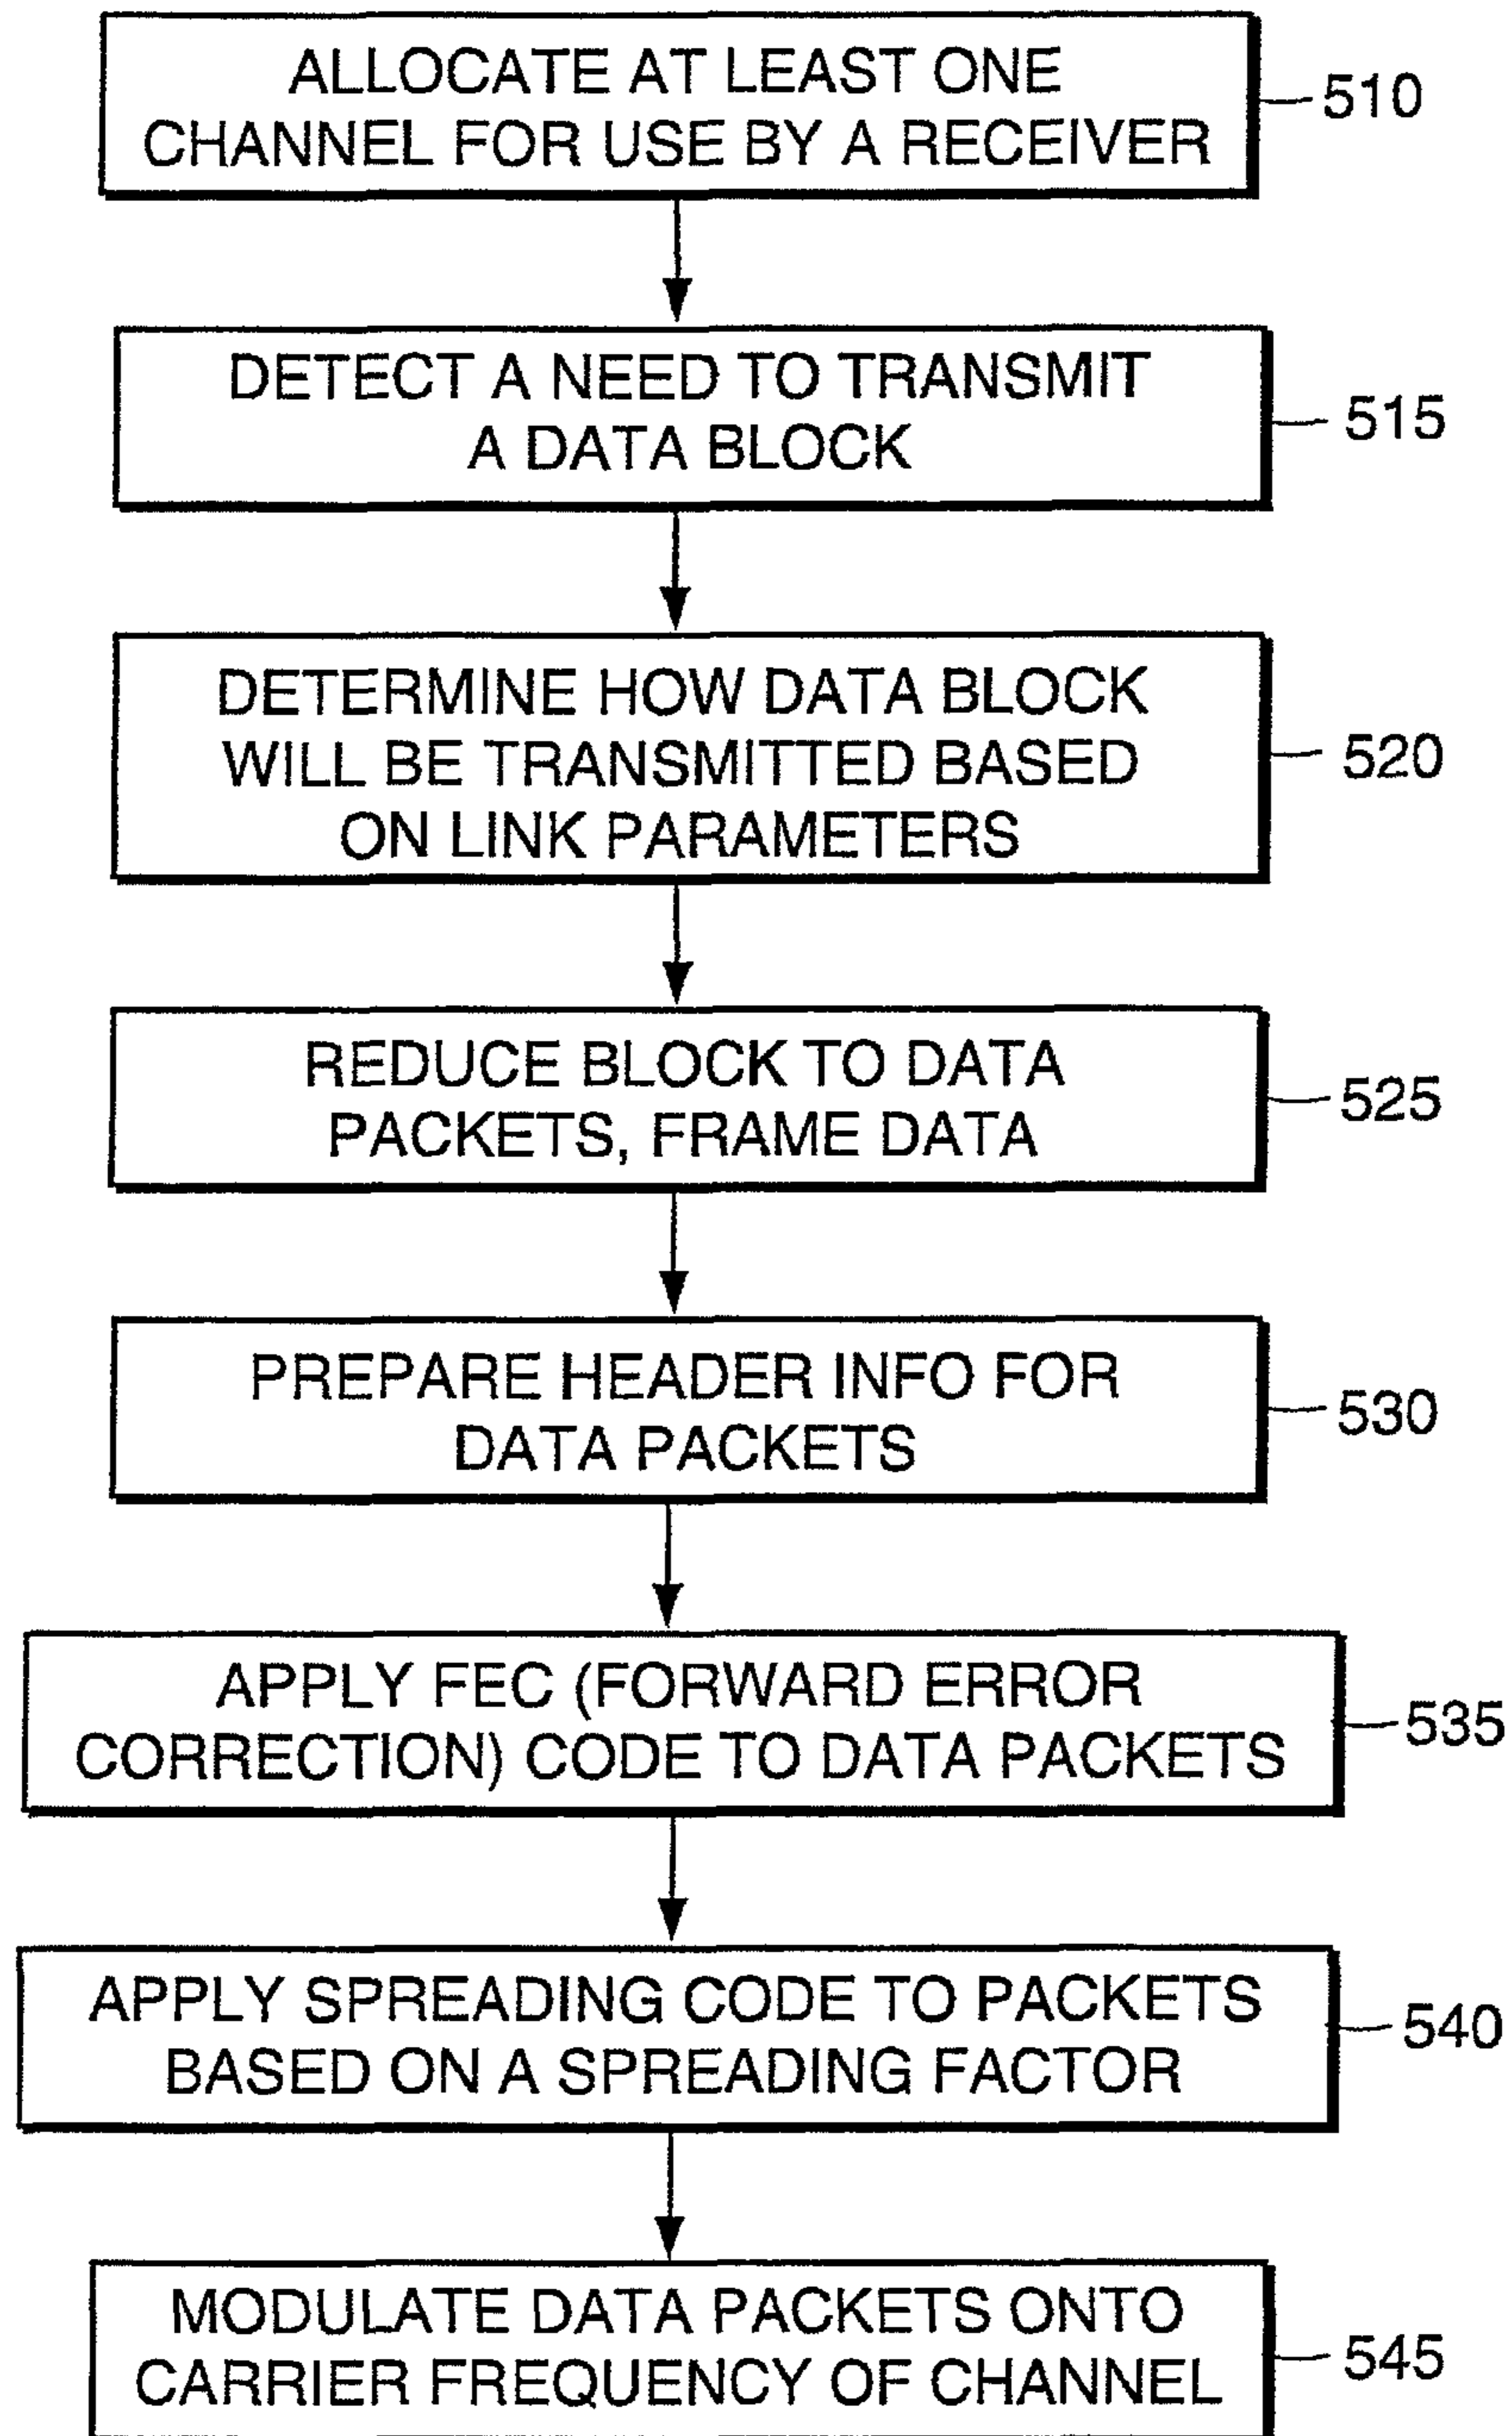 ALLOCATE AT LEAST ONE
CHANNEL FOR USE BY A RECEIVER
510
DETECT A NEED TO TRANSMIT
A DATA BLOCK
515
DETERMINE HOW DATA BLOCK
WILL BE TRANSMITTED BASED
ON LINK PARAMETERS
520
REDUCE BLOCK TO DATA
PACKETS, FRAME DATA
525
PREPARE HEADER INFO FOR
DATA PACKETS
530
APPLY FEC (FORWARD ERROR
CORRECTION) CODE TO DATA PACKETS
535
APPLY SPREADING CODE TO PACKETS
BASED ON A SPREADING FACTOR
540
MODULATE DATA PACKETS ONTO
CARRIER FREQUENCY OF CHANNEL
545